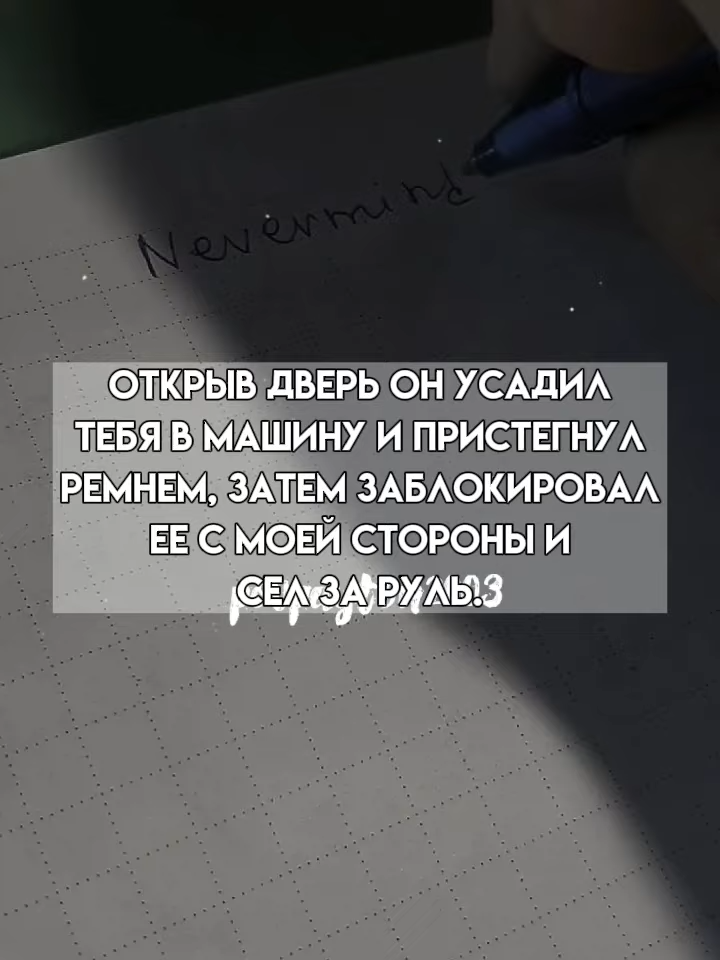 Nevermind
ОТКРЫВ ДВЕРЬ ОН УСАДИЛ
ТЕБЯ В МАШИНУ И ПРИСТЕГНУЛ
РЕМНЕМ, ЗАТЕМ ЗАБЛОКИРОВАЛ
ЕЕ С МОЕЙ СТОРОНЫ И
СЕЛ ЗА РУЛЬ.